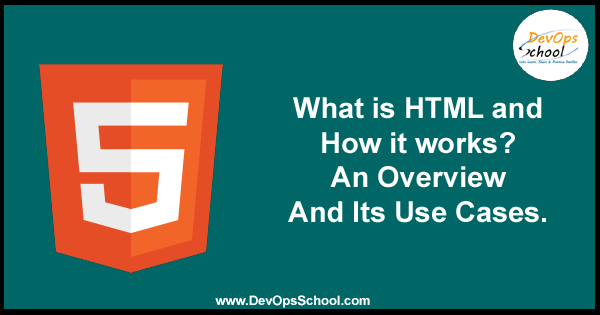 DevOps
School
What is HTML and
How it works?
An Overview
And Its Use Cases.
www.DevOpsSchool.com